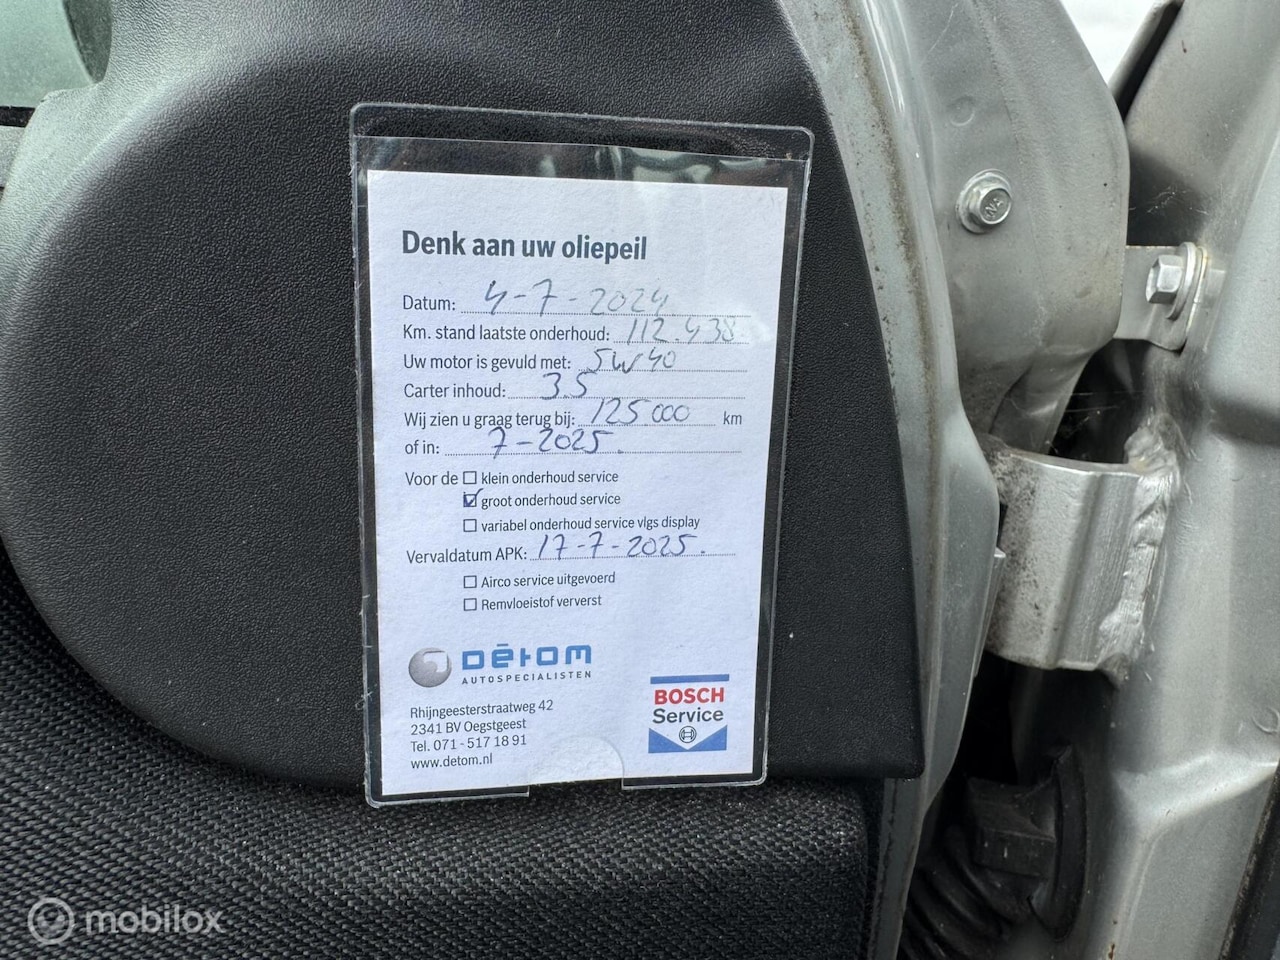 Denk aan uw oliepeil
Datum: 4-7-2024
Km. stand laatste onderhoud: 112.438
Uw motor is gevuld met: 5W40
Carter inhoud: 3.5
Wij zien u graag terug bij: 125.000 km
of in: 7-2025.
Voor de ☐ klein onderhoud service
☑ groot onderhoud service
☐ variabel onderhoud service vlgs display
Vervaldatum APK: 17-7-2025.
☐ Airco service uitgevoerd
☐ Remvloeistof ververst
DĒTOM
AUTOSPECIALISTEN
Rhijngeesterstraatweg 42
2341 BV Oegstgeest
Tel. 071 - 517 18 91
www.detom.nl
BOSCH
Service
mobilox